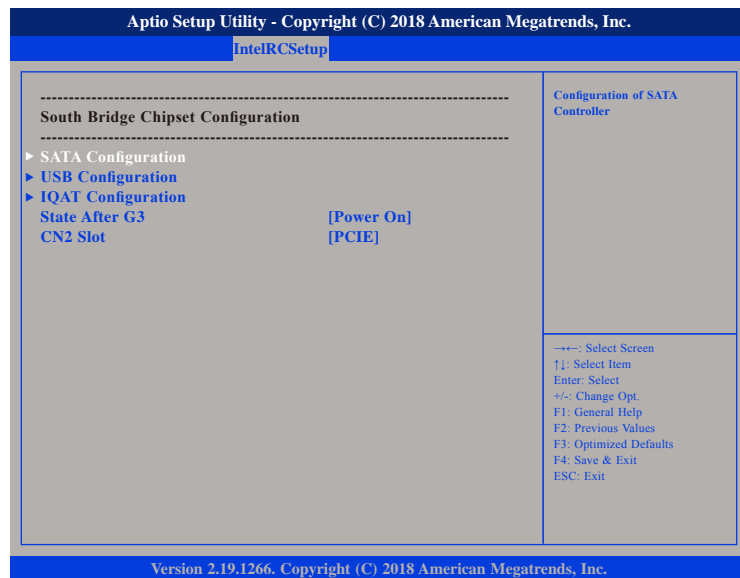 Aptio Setup Utility - Copyright (C) 2018 American Megatrends, Inc.
IntelRCSetup
--------------------------------------------------------------------------------
South Bridge Chipset Configuration
--------------------------------------------------------------------------------
► SATA Configuration
► USB Configuration
► IQAT Configuration
State After G3 [Power On]
CN2 Slot [PCIE]
Configuration of SATA
Controller
→←: Select Screen
↑↓: Select Item
Enter: Select
+/-: Change Opt.
F1: General Help
F2: Previous Values
F3: Optimized Defaults
F4: Save & Exit
ESC: Exit
Version 2.19.1266. Copyright (C) 2018 American Megatrends, Inc.